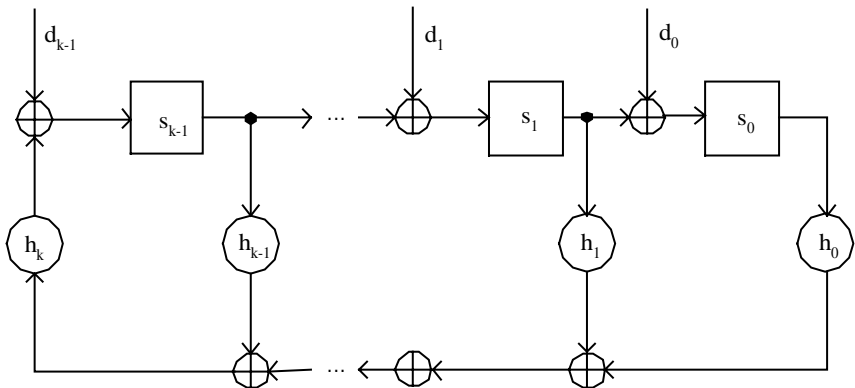 d_{k-1} d_1 d_0
s_{k-1} ... s_1 s_0
h_k h_{k-1} h_1 h_0
...